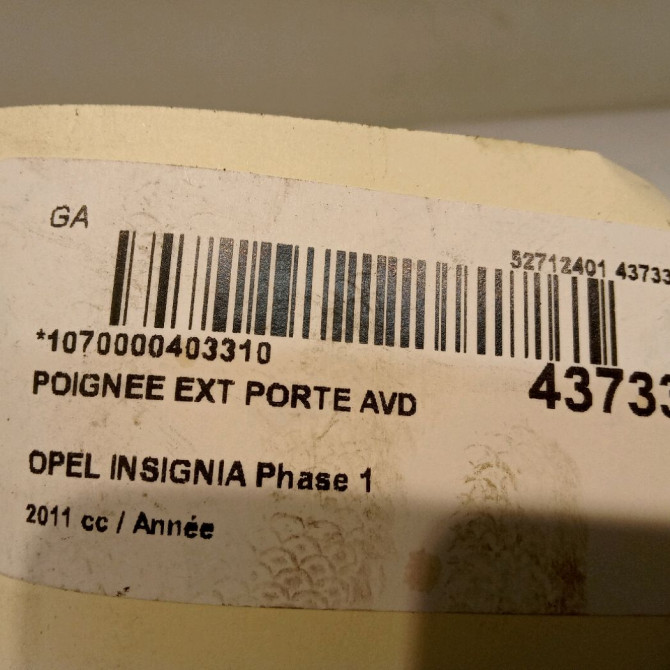 GA
52712401 43733
*1070000403310
43733
POIGNEE EXT PORTE AVD
OPEL INSIGNIA Phase 1
2011 cc / Année